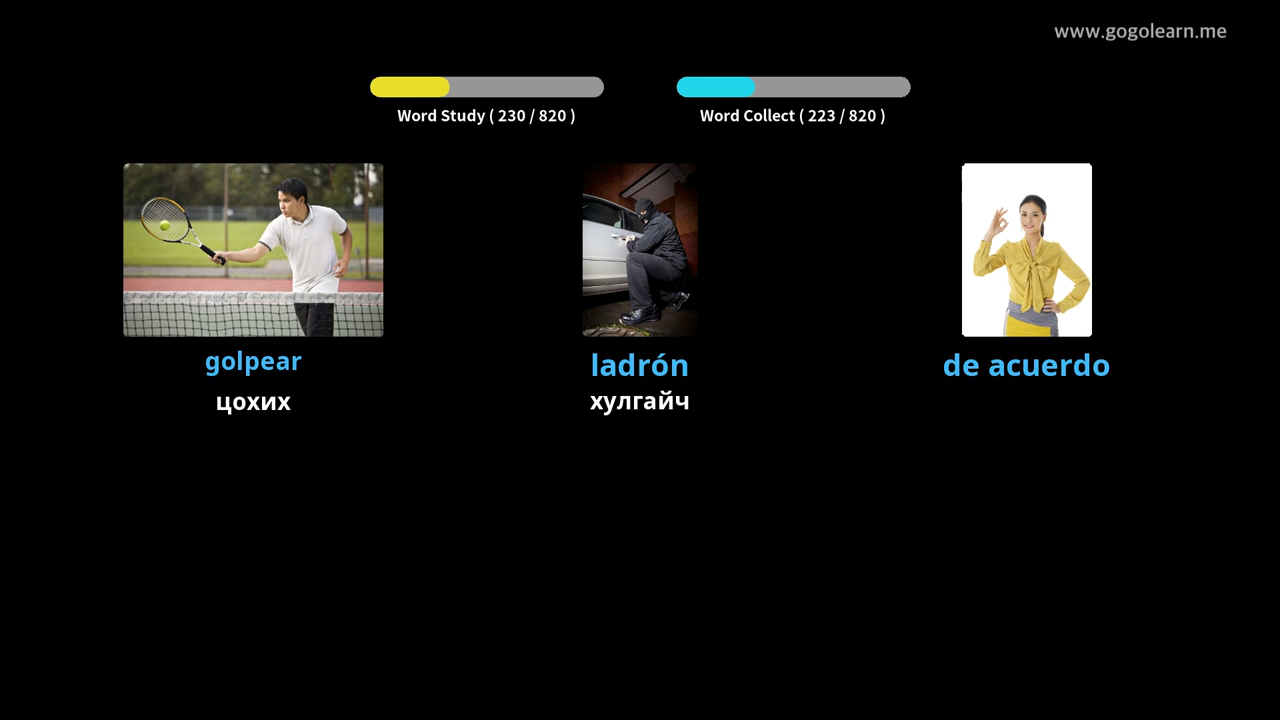 www.gogolearn.me
Word Study ( 230 / 820 )
Word Collect ( 223 / 820 )
golpear
ladrón
de acuerdo
цохих
хулгайч